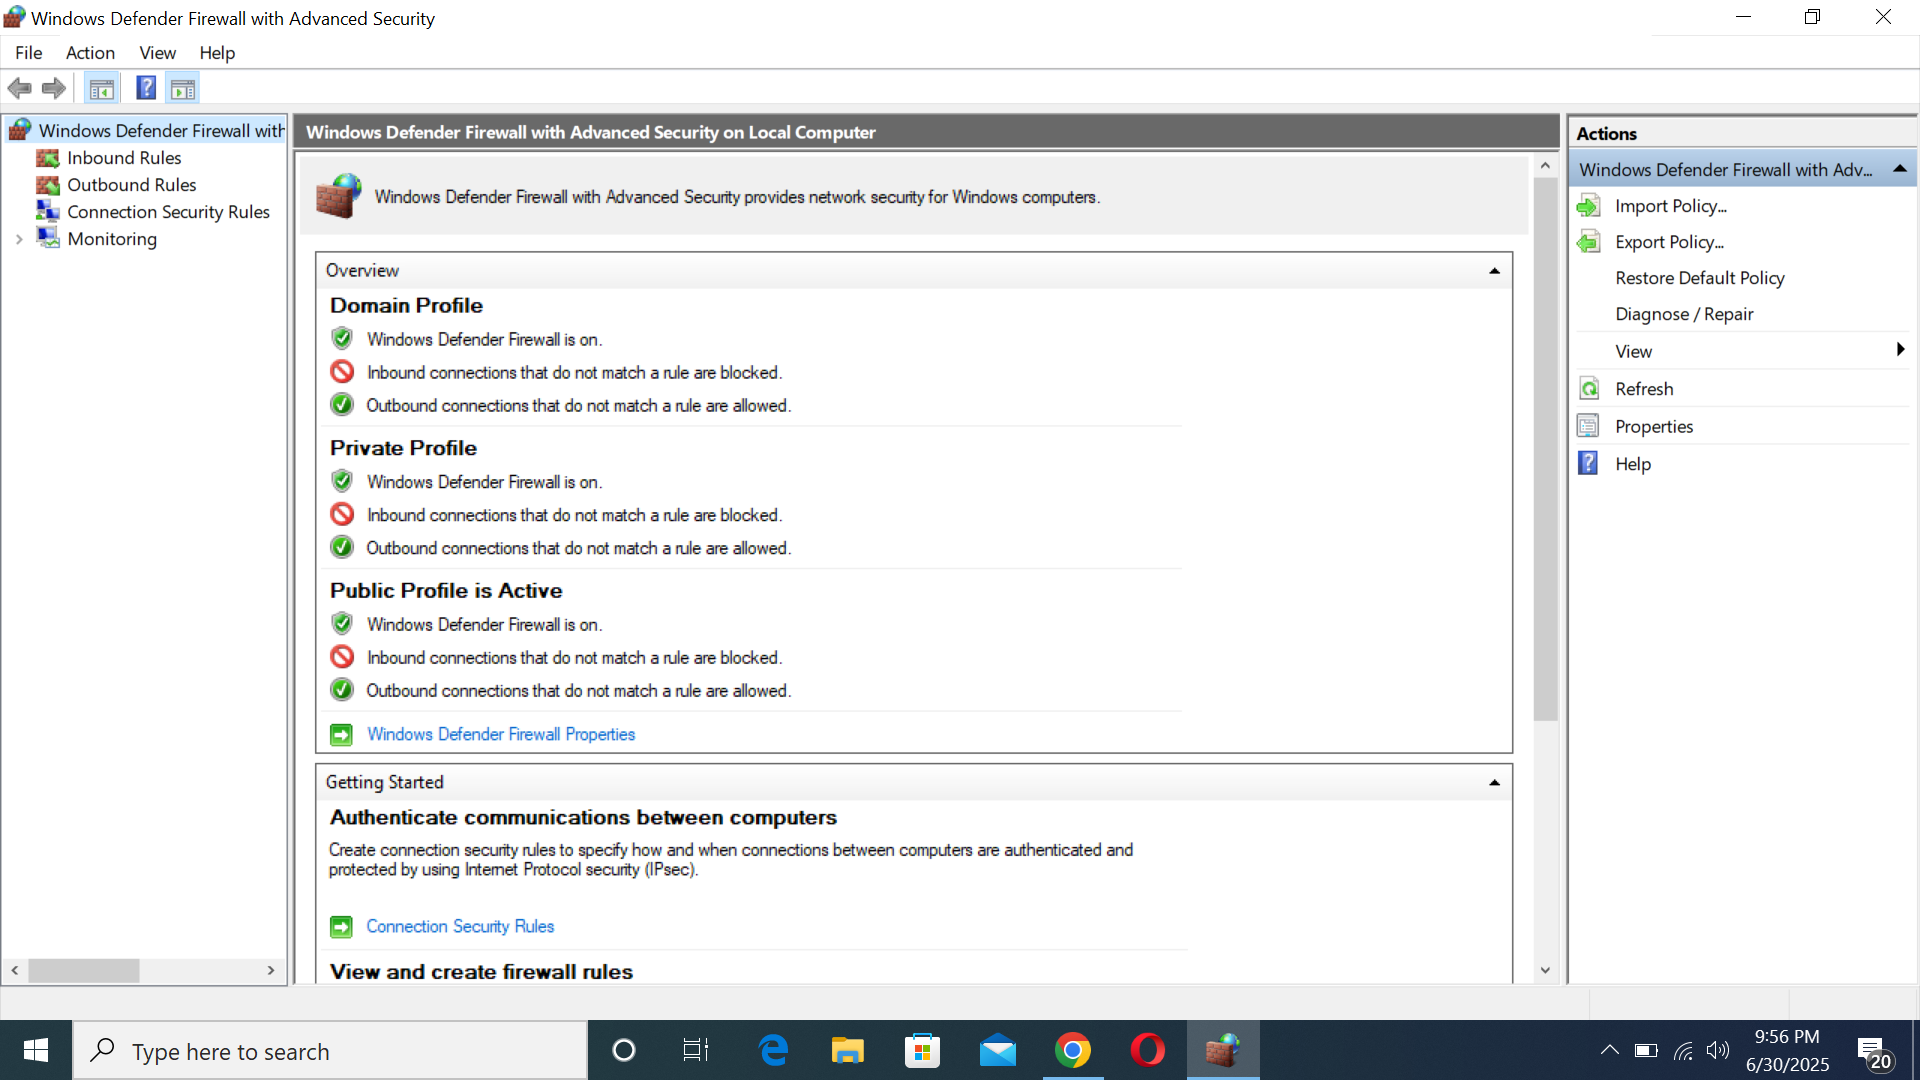 Windows Defender Firewall with Advanced Security
File Action View Help
Windows Defender Firewall with
Inbound Rules
Outbound Rules
Connection Security Rules
Monitoring
Windows Defender Firewall with Advanced Security on Local Computer
Windows Defender Firewall with Advanced Security provides network security for Windows computers.
Overview
Domain Profile
Windows Defender Firewall is on.
Inbound connections that do not match a rule are blocked.
Outbound connections that do not match a rule are allowed.
Private Profile
Windows Defender Firewall is on.
Inbound connections that do not match a rule are blocked.
Outbound connections that do not match a rule are allowed.
Public Profile is Active
Windows Defender Firewall is on.
Inbound connections that do not match a rule are blocked.
Outbound connections that do not match a rule are allowed.
Windows Defender Firewall Properties
Getting Started
Authenticate communications between computers
Create connection security rules to specify how and when connections between computers are authenticated and
protected by using Internet Protocol security (IPsec).
Connection Security Rules
View and create firewall rules
Actions
Windows Defender Firewall with Adv...
Import Policy...
Export Policy...
Restore Default Policy
Diagnose / Repair
View
Refresh
Properties
Help
Type here to search
9:56 PM
6/30/2025
20